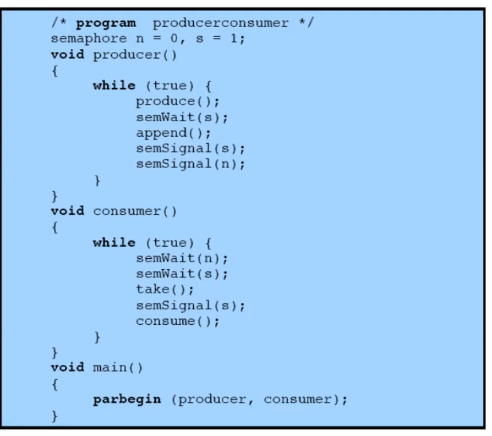 /* program producerconsumer */
semaphore n = 0, s = 1;
void producer()
{
while (true) {
produce();
semWait(s);
append();
semSignal(s);
semSignal(n);
}
}
void consumer()
{
while (true) {
semWait(n);
semWait(s);
take();
semSignal(s);
consume();
}
}
void main()
{
parbegin (producer, consumer);
}